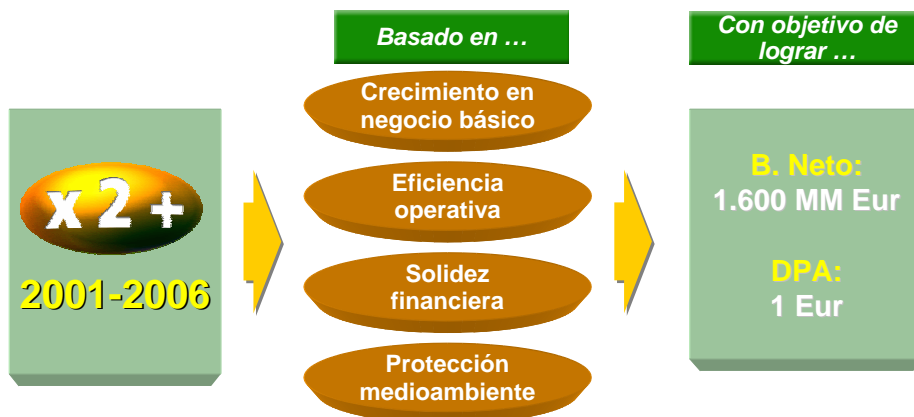 x 2 +
2001-2006
Basado en …
Crecimiento en
negocio básico
Eficiencia
operativa
Solidez
financiera
Protección
medioambiente
Con objetivo de
lograr …
B. Neto:
1.600 MM Eur
DPA:
1 Eur